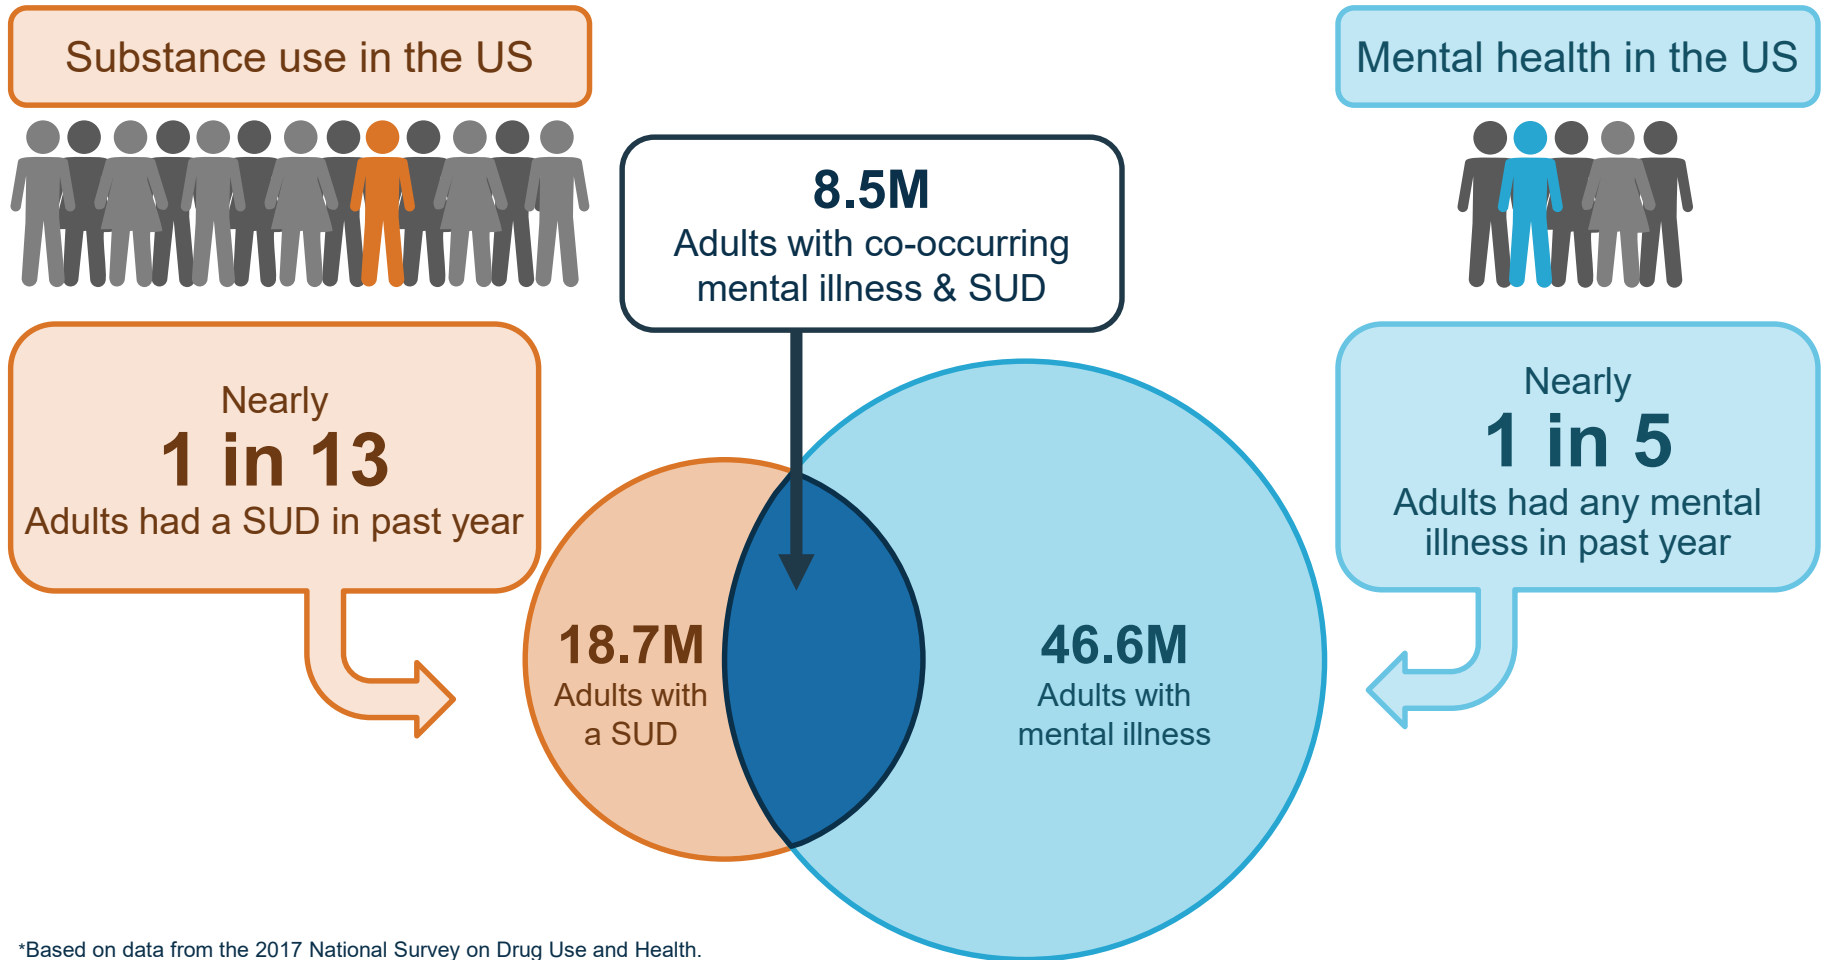 Substance use in the US
Mental health in the US
8.5M
Adults with co-occurring
mental illness & SUD
Nearly
1 in 13
Adults had a SUD in past year
Nearly
1 in 5
Adults had any mental
illness in past year
18.7M
Adults with
a SUD
46.6M
Adults with
mental illness
*Based on data from the 2017 National Survey on Drug Use and Health.